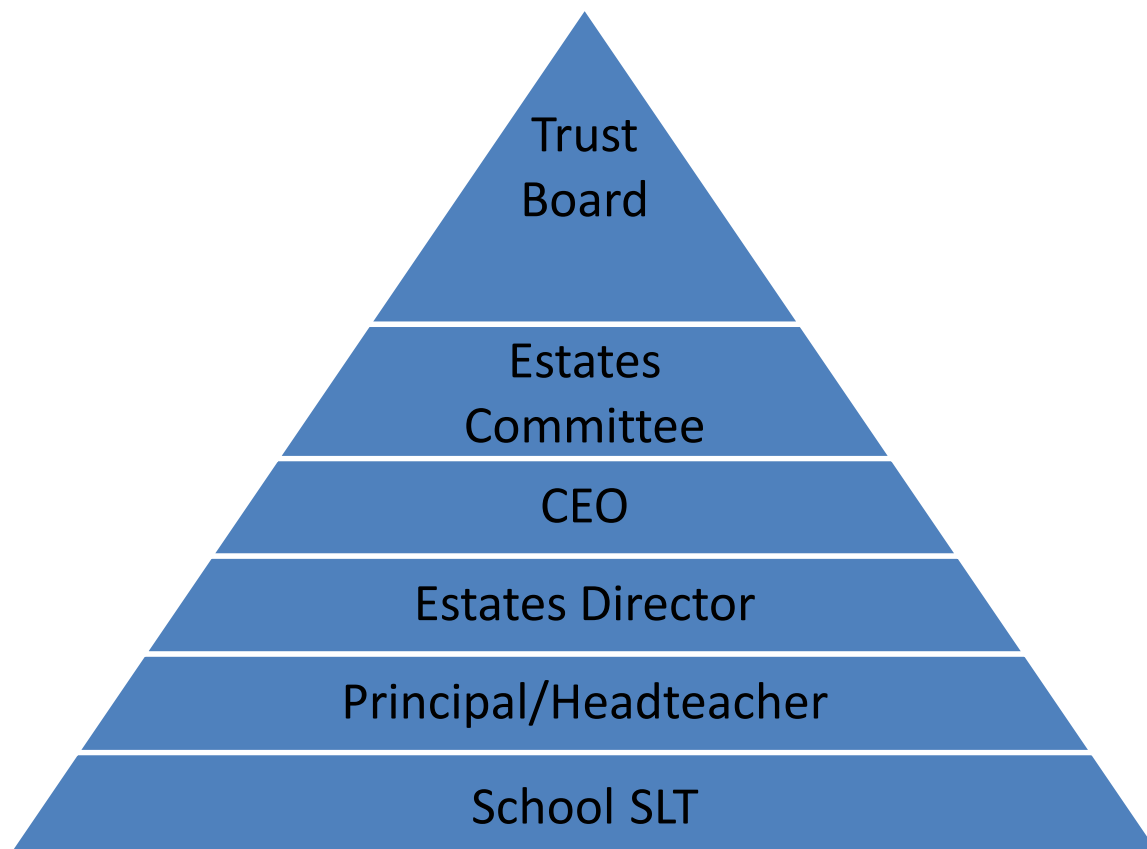 Trust
Board
Estates
Committee
CEO
Estates Director
Principal/Headteacher
School SLT